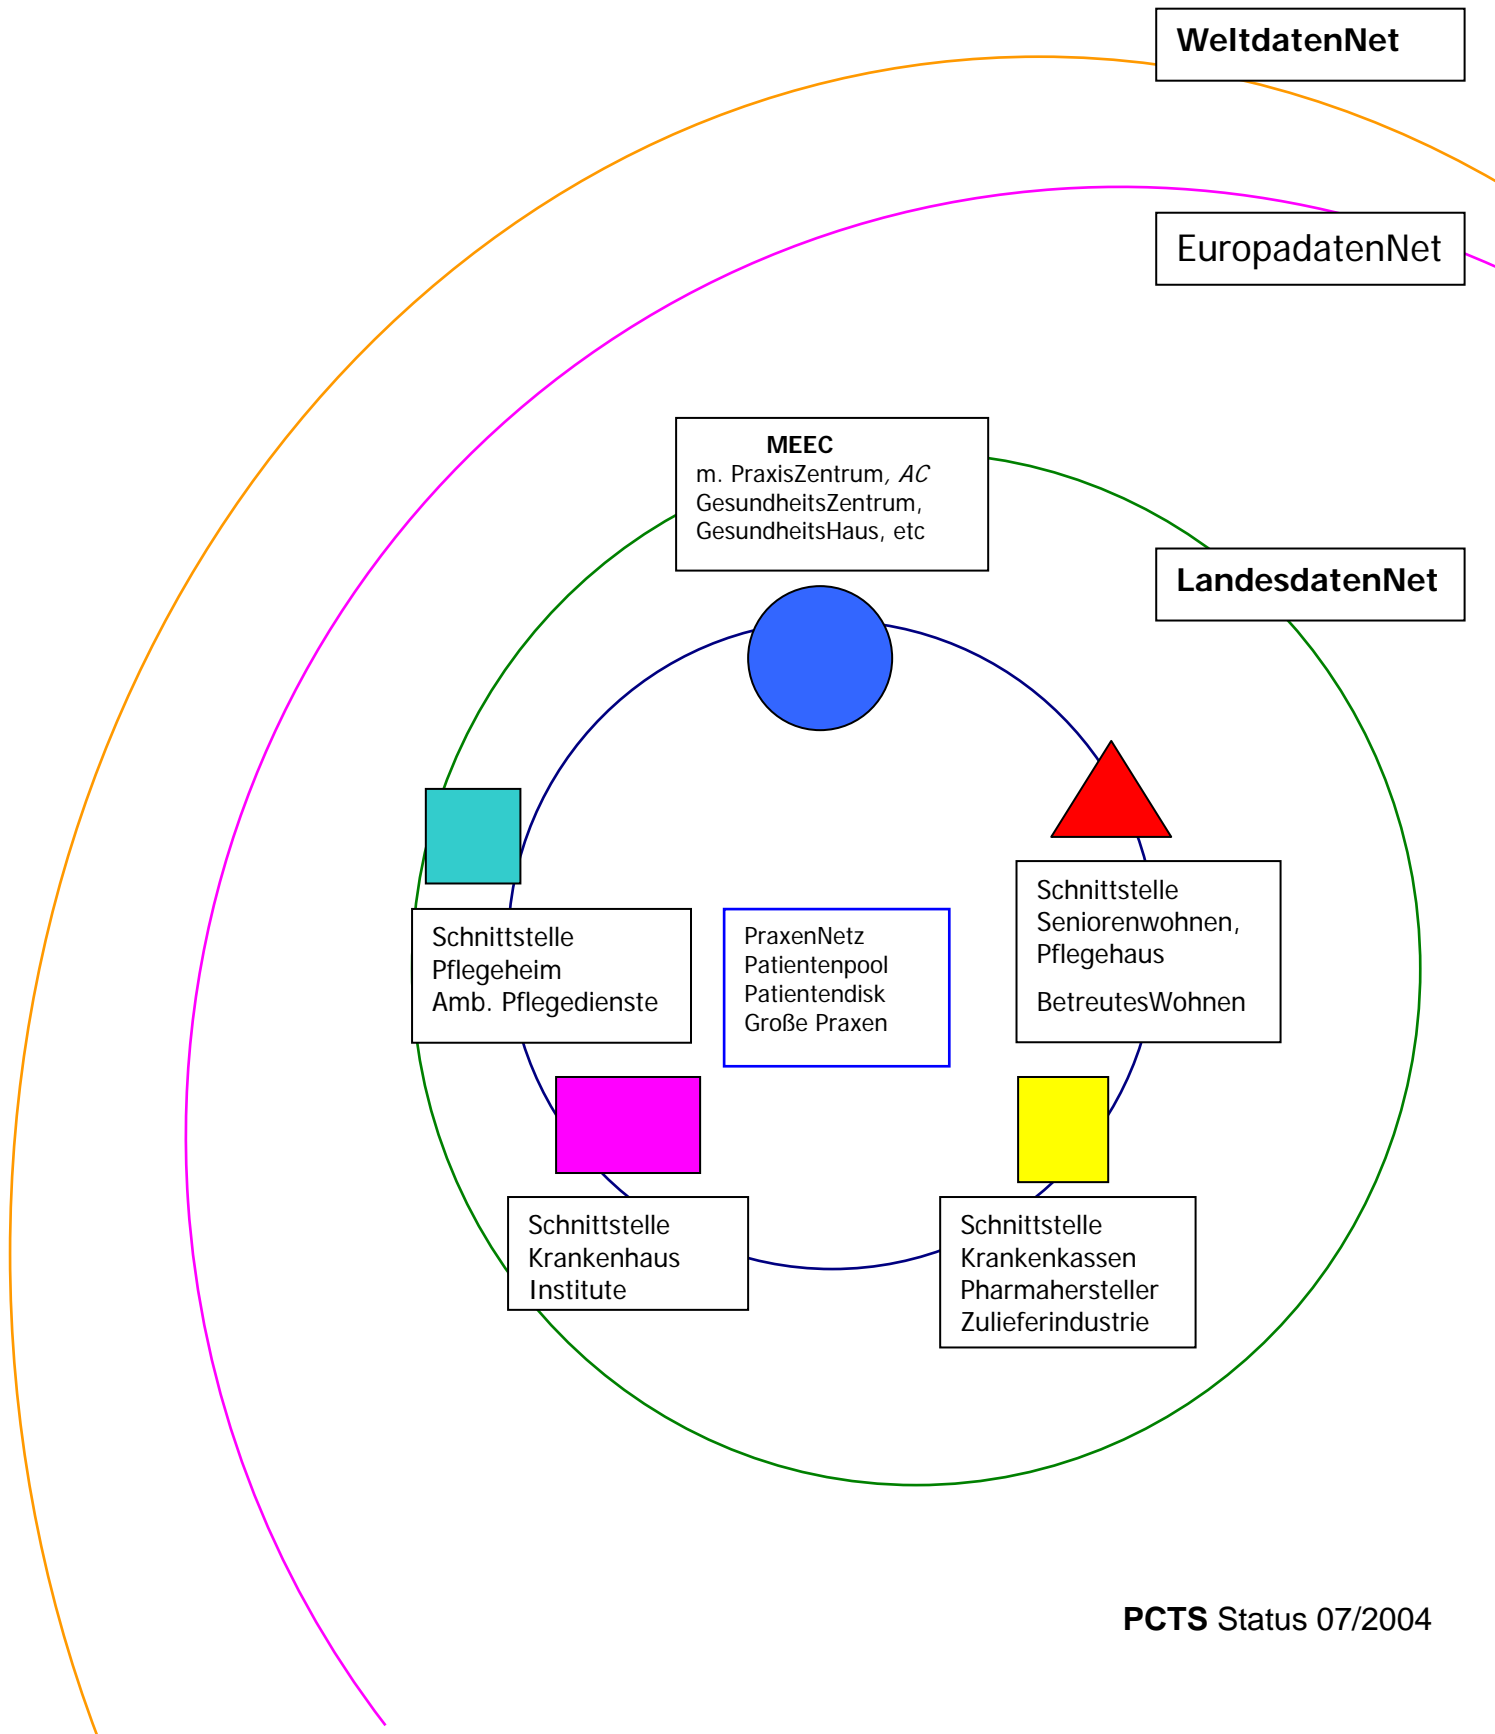 WeltdatenNet
EuropadatenNet
MEEC
m. PraxisZentrum, AC
GesundheitsZentrum,
GesundheitsHaus, etc
LandesdatenNet
Schnittstelle
Seniorenwohnen,
Pflegehaus
BetreutesWohnen
Schnittstelle
Pflegeheim
Amb. Pflegedienste
PraxenNetz
Patientenpool
Patientendisk
Große Praxen
Schnittstelle
Krankenhaus
Institute
Schnittstelle
Krankenkassen
Pharmahersteller
Zulieferindustrie
PCTS Status 07/2004